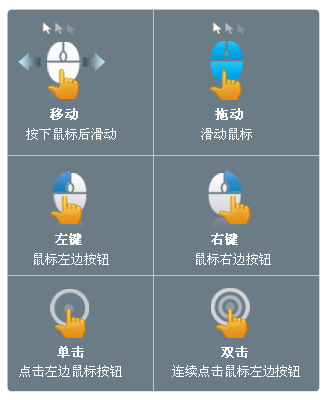 移动
按下鼠标后滑动
拖动
滑动鼠标
左键
鼠标左边按钮
右键
鼠标右边按钮
单击
点击左边鼠标按钮
双击
连续点击鼠标左边按钮